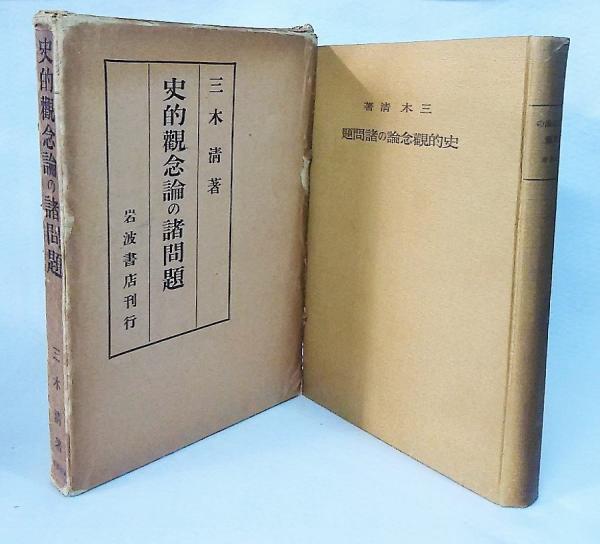 史的觀念論の諸問題
三木清著
三木清著
史的觀念論の諸問題
岩波書店刊行
著清木三
題問諸の論念觀的史